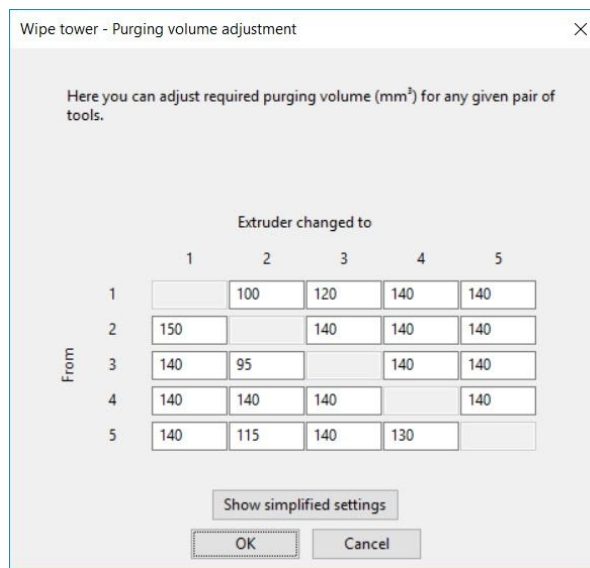 Wipe tower - Purging volume adjustment
Here you can adjust required purging volume (mm³) for any given pair of
tools.
Extruder changed to
1 2 3 4 5
From
1 100 120 140 140
2 150 140 140 140
3 140 95 140 140
4 140 140 140 140
5 140 115 140 130
Show simplified settings
OK Cancel